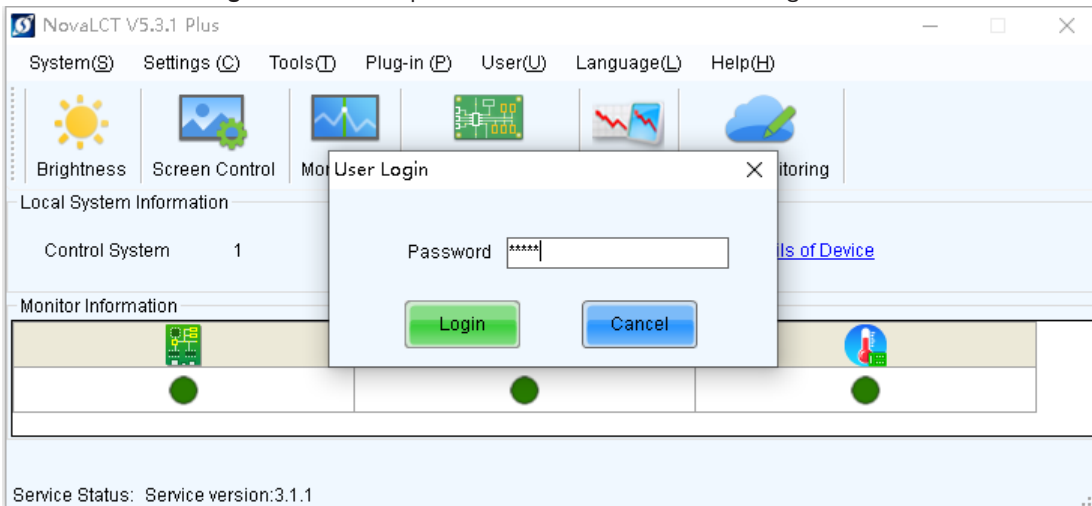 NovaLCT V5.3.1 Plus
System(S) Settings (C) Tools(T) Plug-in (P) User(U) Language(L) Help(H)
Brightness Screen Control Mo itoring
User Login
Local System Information
Control System 1 ils of Device
Password *****
Login Cancel
Monitor Information
Service Status: Service version:3.1.1